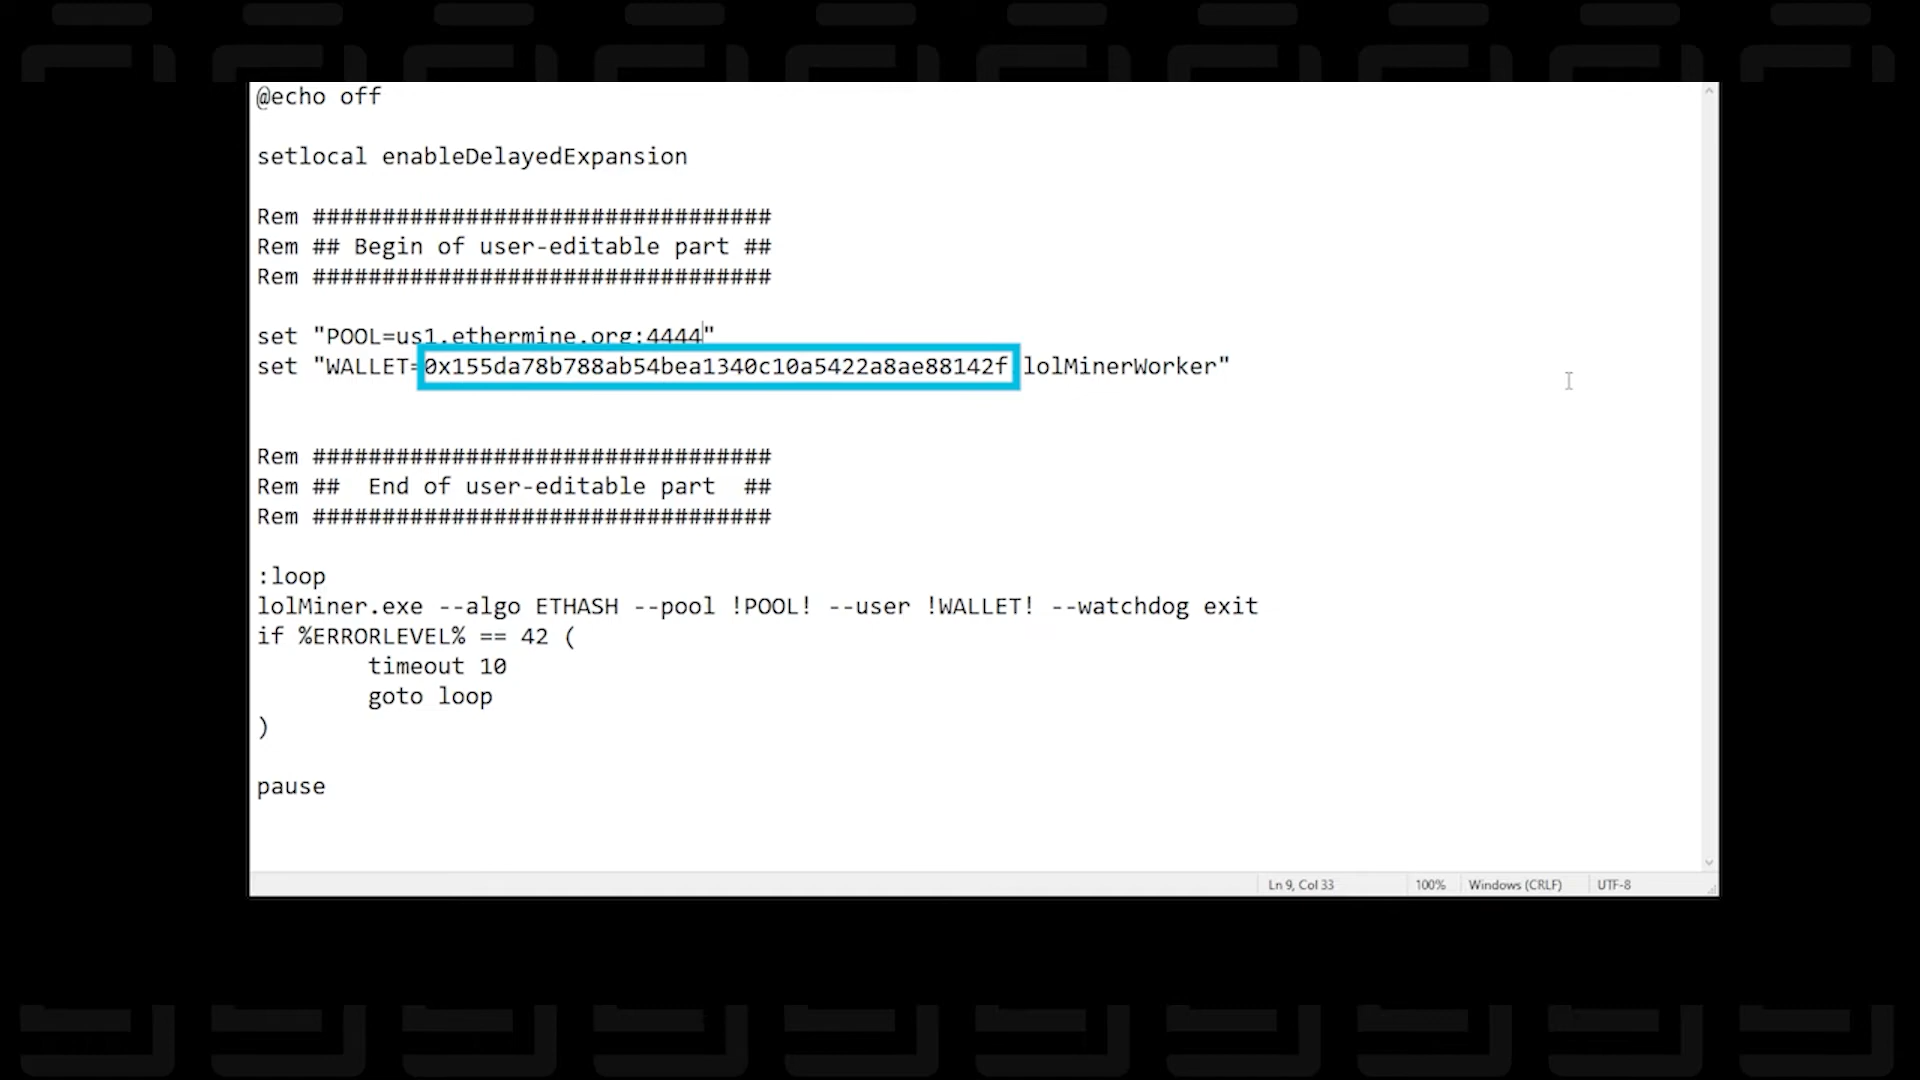 @echo off
setlocal enableDelayedExpansion
Rem #################################
Rem ## Begin of user-editable part ##
Rem #################################
set "POOL=us1.ethermine.org:4444"
set "WALLET=0x155da78b788ab54bea1340c10a5422a8ae88142f lolMinerWorker"
Rem #################################
Rem ##  End of user-editable part  ##
Rem #################################
:loop
lolMiner.exe --algo ETHASH --pool !POOL! --user !WALLET! --watchdog exit
if %ERRORLEVEL% == 42 (
timeout 10
goto loop
)
pause
Ln 9, Col 33 100% Windows (CRLF) UTF-8